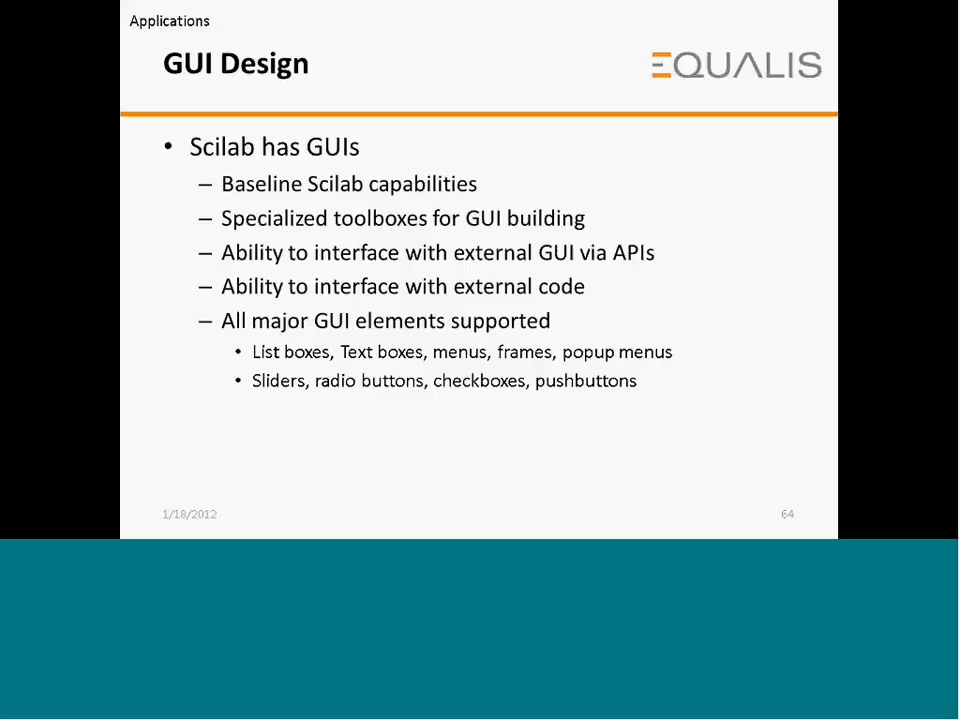 Applications
GUI Design
EQUALIS
• Scilab has GUIs
– Baseline Scilab capabilities
– Specialized toolboxes for GUI building
– Ability to interface with external GUI via APIs
– Ability to interface with external code
– All major GUI elements supported
• List boxes, Text boxes, menus, frames, popup menus
• Sliders, radio buttons, checkboxes, pushbuttons
1/18/2012
64